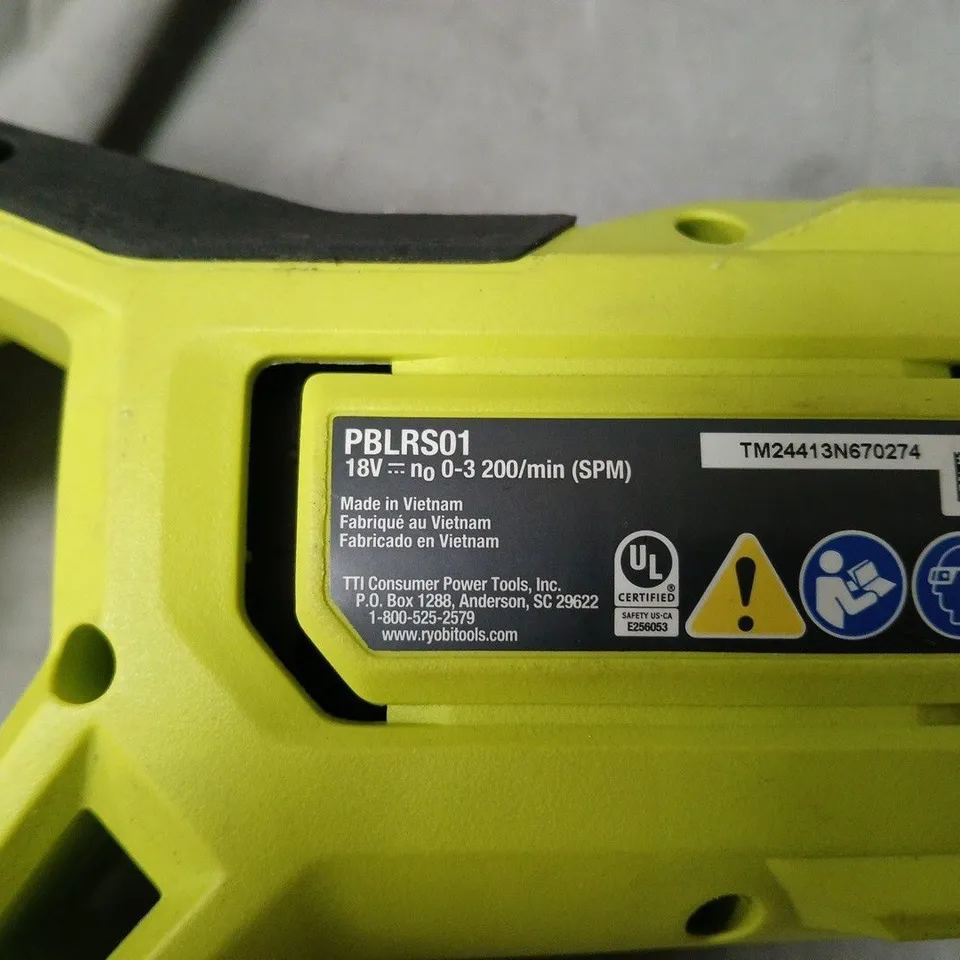 PBLRS01
18V ⎓ n₀ 0-3 200/min (SPM)
TM24413N670274
Made in Vietnam
Fabriqué au Vietnam
Fabricado en Vietnam
TTI Consumer Power Tools, Inc.
P.O. Box 1288, Anderson, SC 29622
1-800-525-2579
www.ryobitools.com
UL
®
CERTIFIED
SAFETY US-CA
E256053